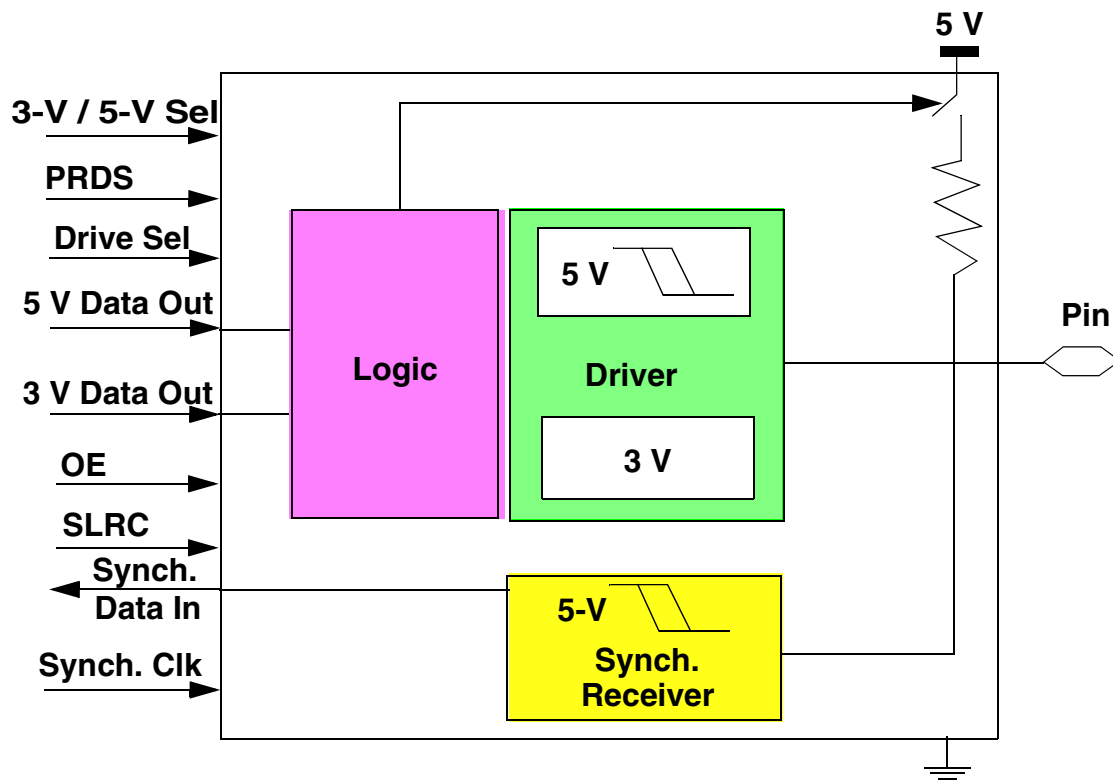 5 V
3-V / 5-V Sel
PRDS
Drive Sel
5 V Data Out
3 V Data Out
OE
SLRC
Synch.
Data In
Synch. Clk
Logic
5 V
Driver
3 V
5-V
Synch.
Receiver
Pin